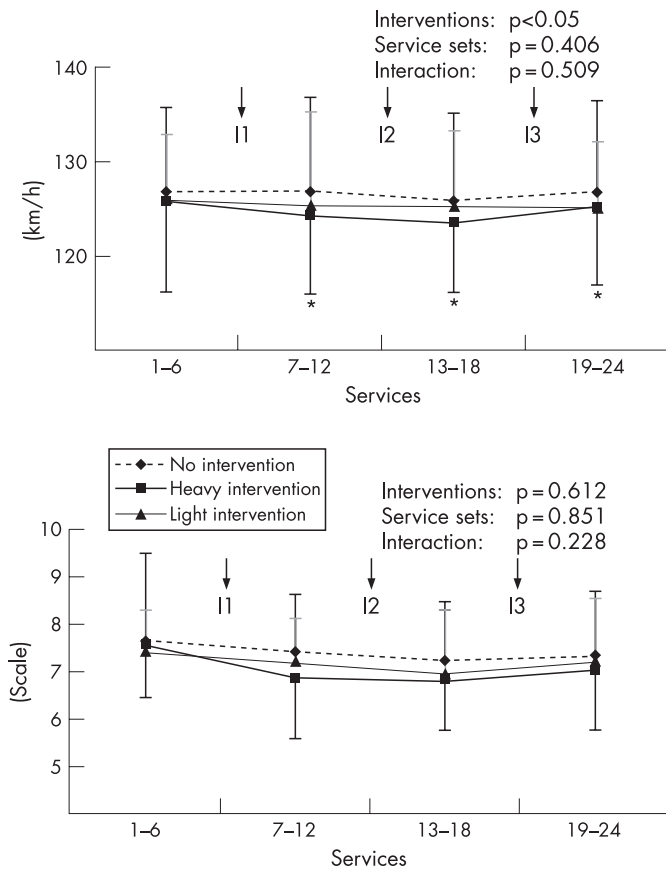 Interventions: p<0.05
Service sets: p=0.406
Interaction: p=0.509
140
130
120
(km/h)
I1
I2
I3
*
*
*
1–6
7–12
13–18
19–24
Services
No intervention
Heavy intervention
Light intervention
Interventions: p=0.612
Service sets: p=0.851
Interaction: p=0.228
10
9
8
7
6
5
(Scale)
I1
I2
I3
1–6
7–12
13–18
19–24
Services